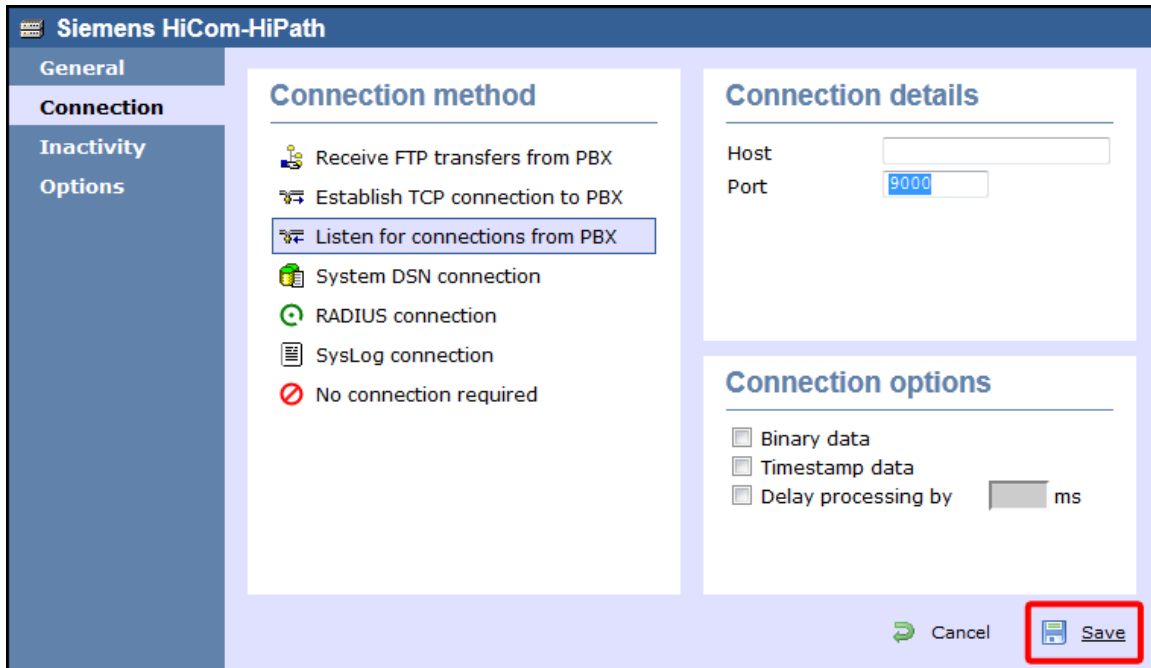 Siemens HiCom-HiPath
General
Connection
Inactivity
Options
Connection method
Receive FTP transfers from PBX
Establish TCP connection to PBX
Listen for connections from PBX
System DSN connection
RADIUS connection
SysLog connection
No connection required
Connection details
Host
Port 9000
Connection options
Binary data
Timestamp data
Delay processing by ms
Cancel Save